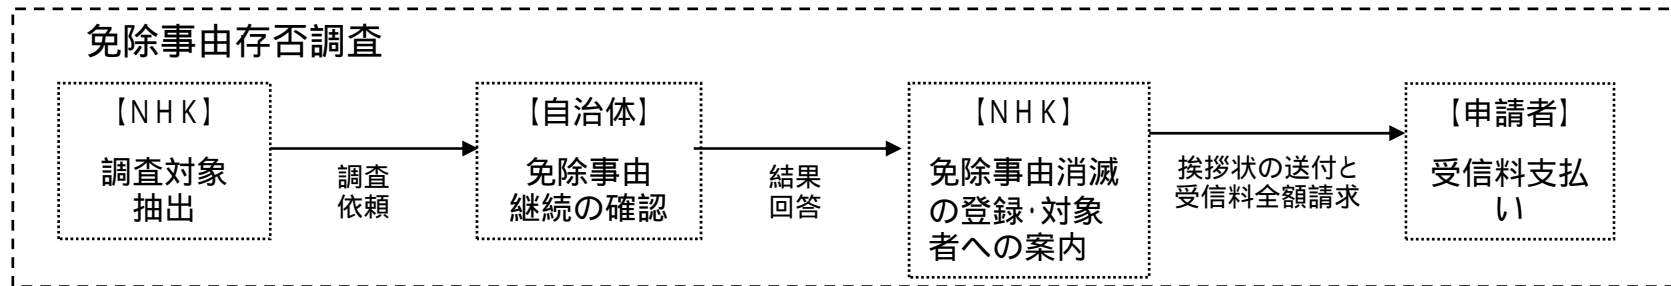 免除事由存否調査
【NHK】
調査対象
抽出
調査
依頼
【自治体】
免除事由
継続の確認
結果
回答
【NHK】
免除事由消滅
の登録・対象
者への案内
挨拶状の送付と
受信料全額請求
【申請者】
受信料支払
い